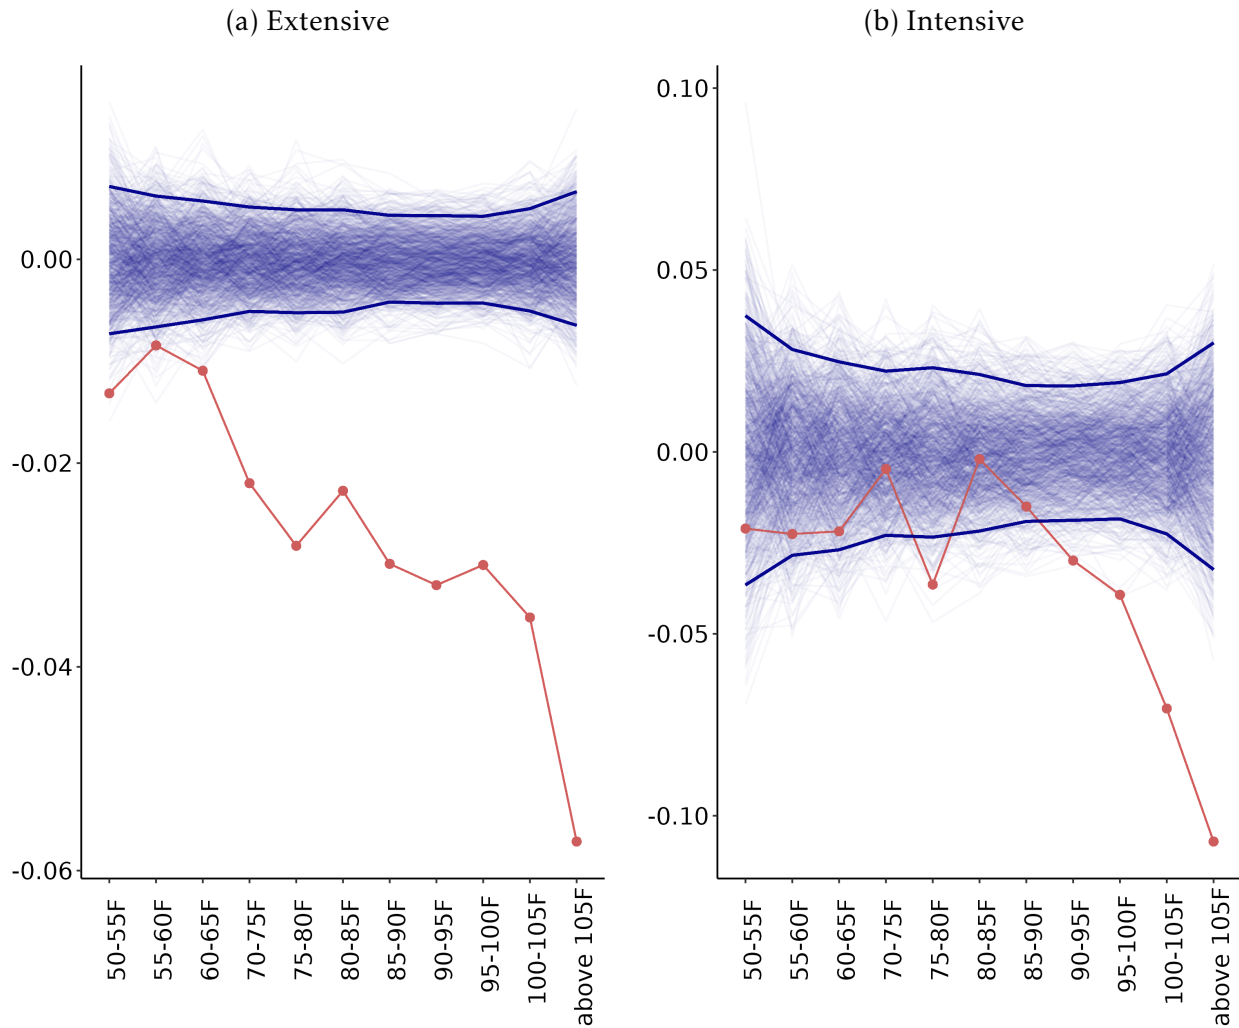 (a) Extensive
0.00
-0.02
-0.04
-0.06
50-55F
55-60F
60-65F
70-75F
75-80F
80-85F
85-90F
90-95F
95-100F
100-105F
above 105F
(b) Intensive
0.10
0.05
0.00
-0.05
-0.10
50-55F
55-60F
60-65F
70-75F
75-80F
80-85F
85-90F
90-95F
95-100F
100-105F
above 105F